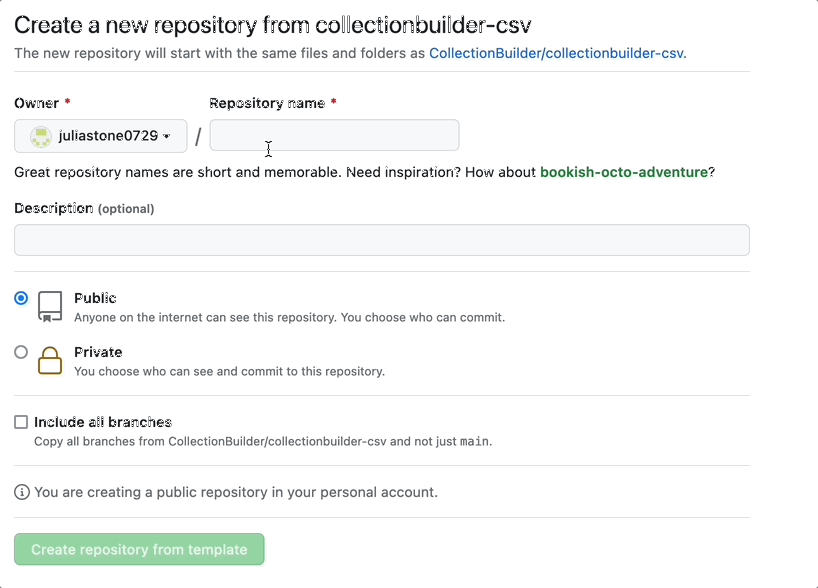 Create a new repository from collectionbuilder-csv
The new repository will start with the same files and folders as CollectionBuilder/collectionbuilder-csv.
Owner * Repository name *
juliastone0729 /
Great repository names are short and memorable. Need inspiration? How about bookish-octo-adventure?
Description (optional)
Public
Anyone on the internet can see this repository. You choose who can commit.
Private
You choose who can see and commit to this repository.
Include all branches
Copy all branches from CollectionBuilder/collectionbuilder-csv and not just main.
You are creating a public repository in your personal account.
Create repository from template